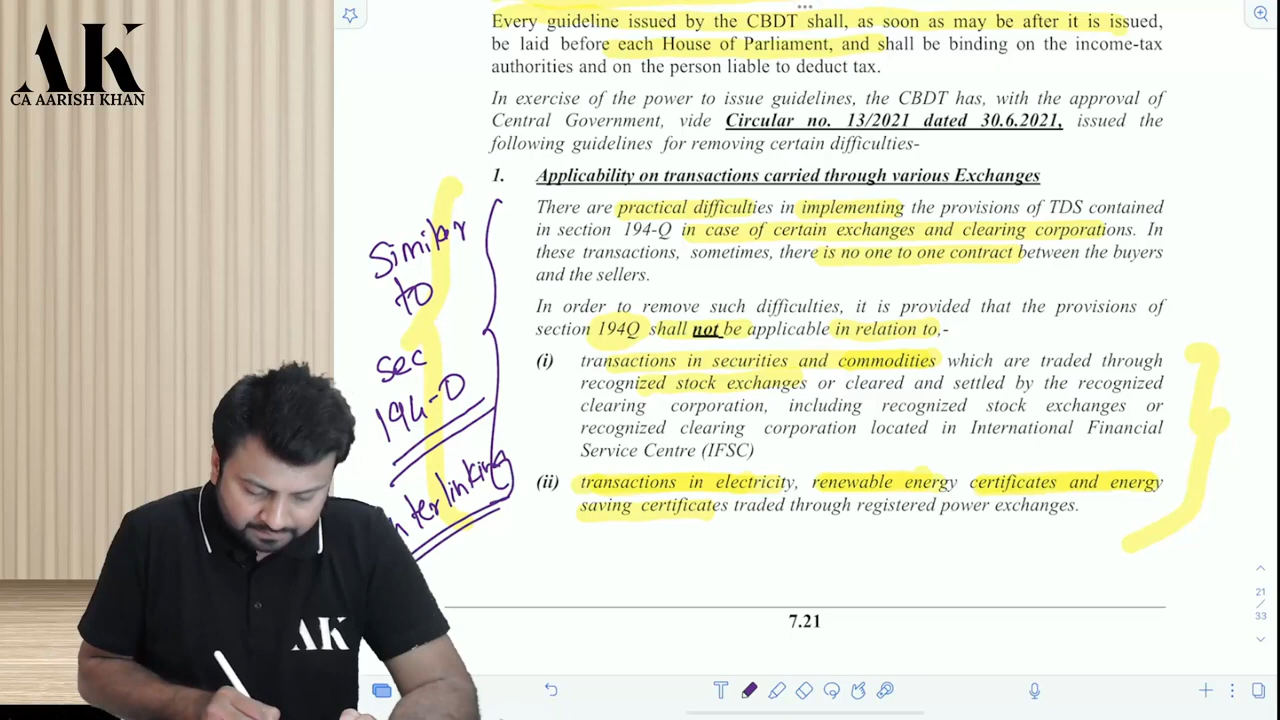 AK
CA AARISH KHAN
Every guideline issued by the CBDT shall, as soon as may be after it is issued,
be laid before each House of Parliament, and shall be binding on the income-tax
authorities and on the person liable to deduct tax.
In exercise of the power to issue guidelines, the CBDT has, with the approval of
Central Government, vide Circular no. 13/2021 dated 30.6.2021, issued the
following guidelines for removing certain difficulties-
1. Applicability on transactions carried through various Exchanges
There are practical difficulties in implementing the provisions of TDS contained
in section 194-Q in case of certain exchanges and clearing corporations. In
these transactions, sometimes, there is no one to one contract between the buyers
and the sellers.
In order to remove such difficulties, it is provided that the provisions of
section 194Q shall not be applicable in relation to,-
(i) transactions in securities and commodities which are traded through
recognized stock exchanges or cleared and settled by the recognized
clearing corporation, including recognized stock exchanges or
recognized clearing corporation located in International Financial
Service Centre (IFSC)
(ii) transactions in electricity, renewable energy certificates and energy
saving certificates traded through registered power exchanges.
Similar
to
sec
194-O
nterlinking
7.21
21
33
AK